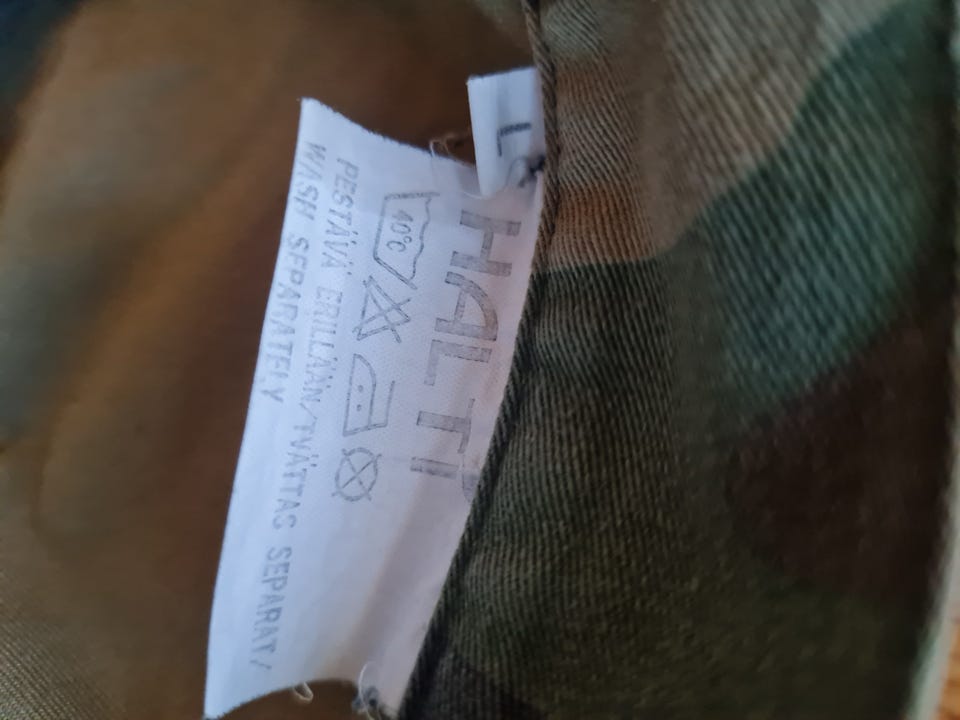 L
HALTI
40°C
PESTÄVÄ ERILLÄÄN/TVÄTTAS SEPARAT/
WASH SEPARATELY